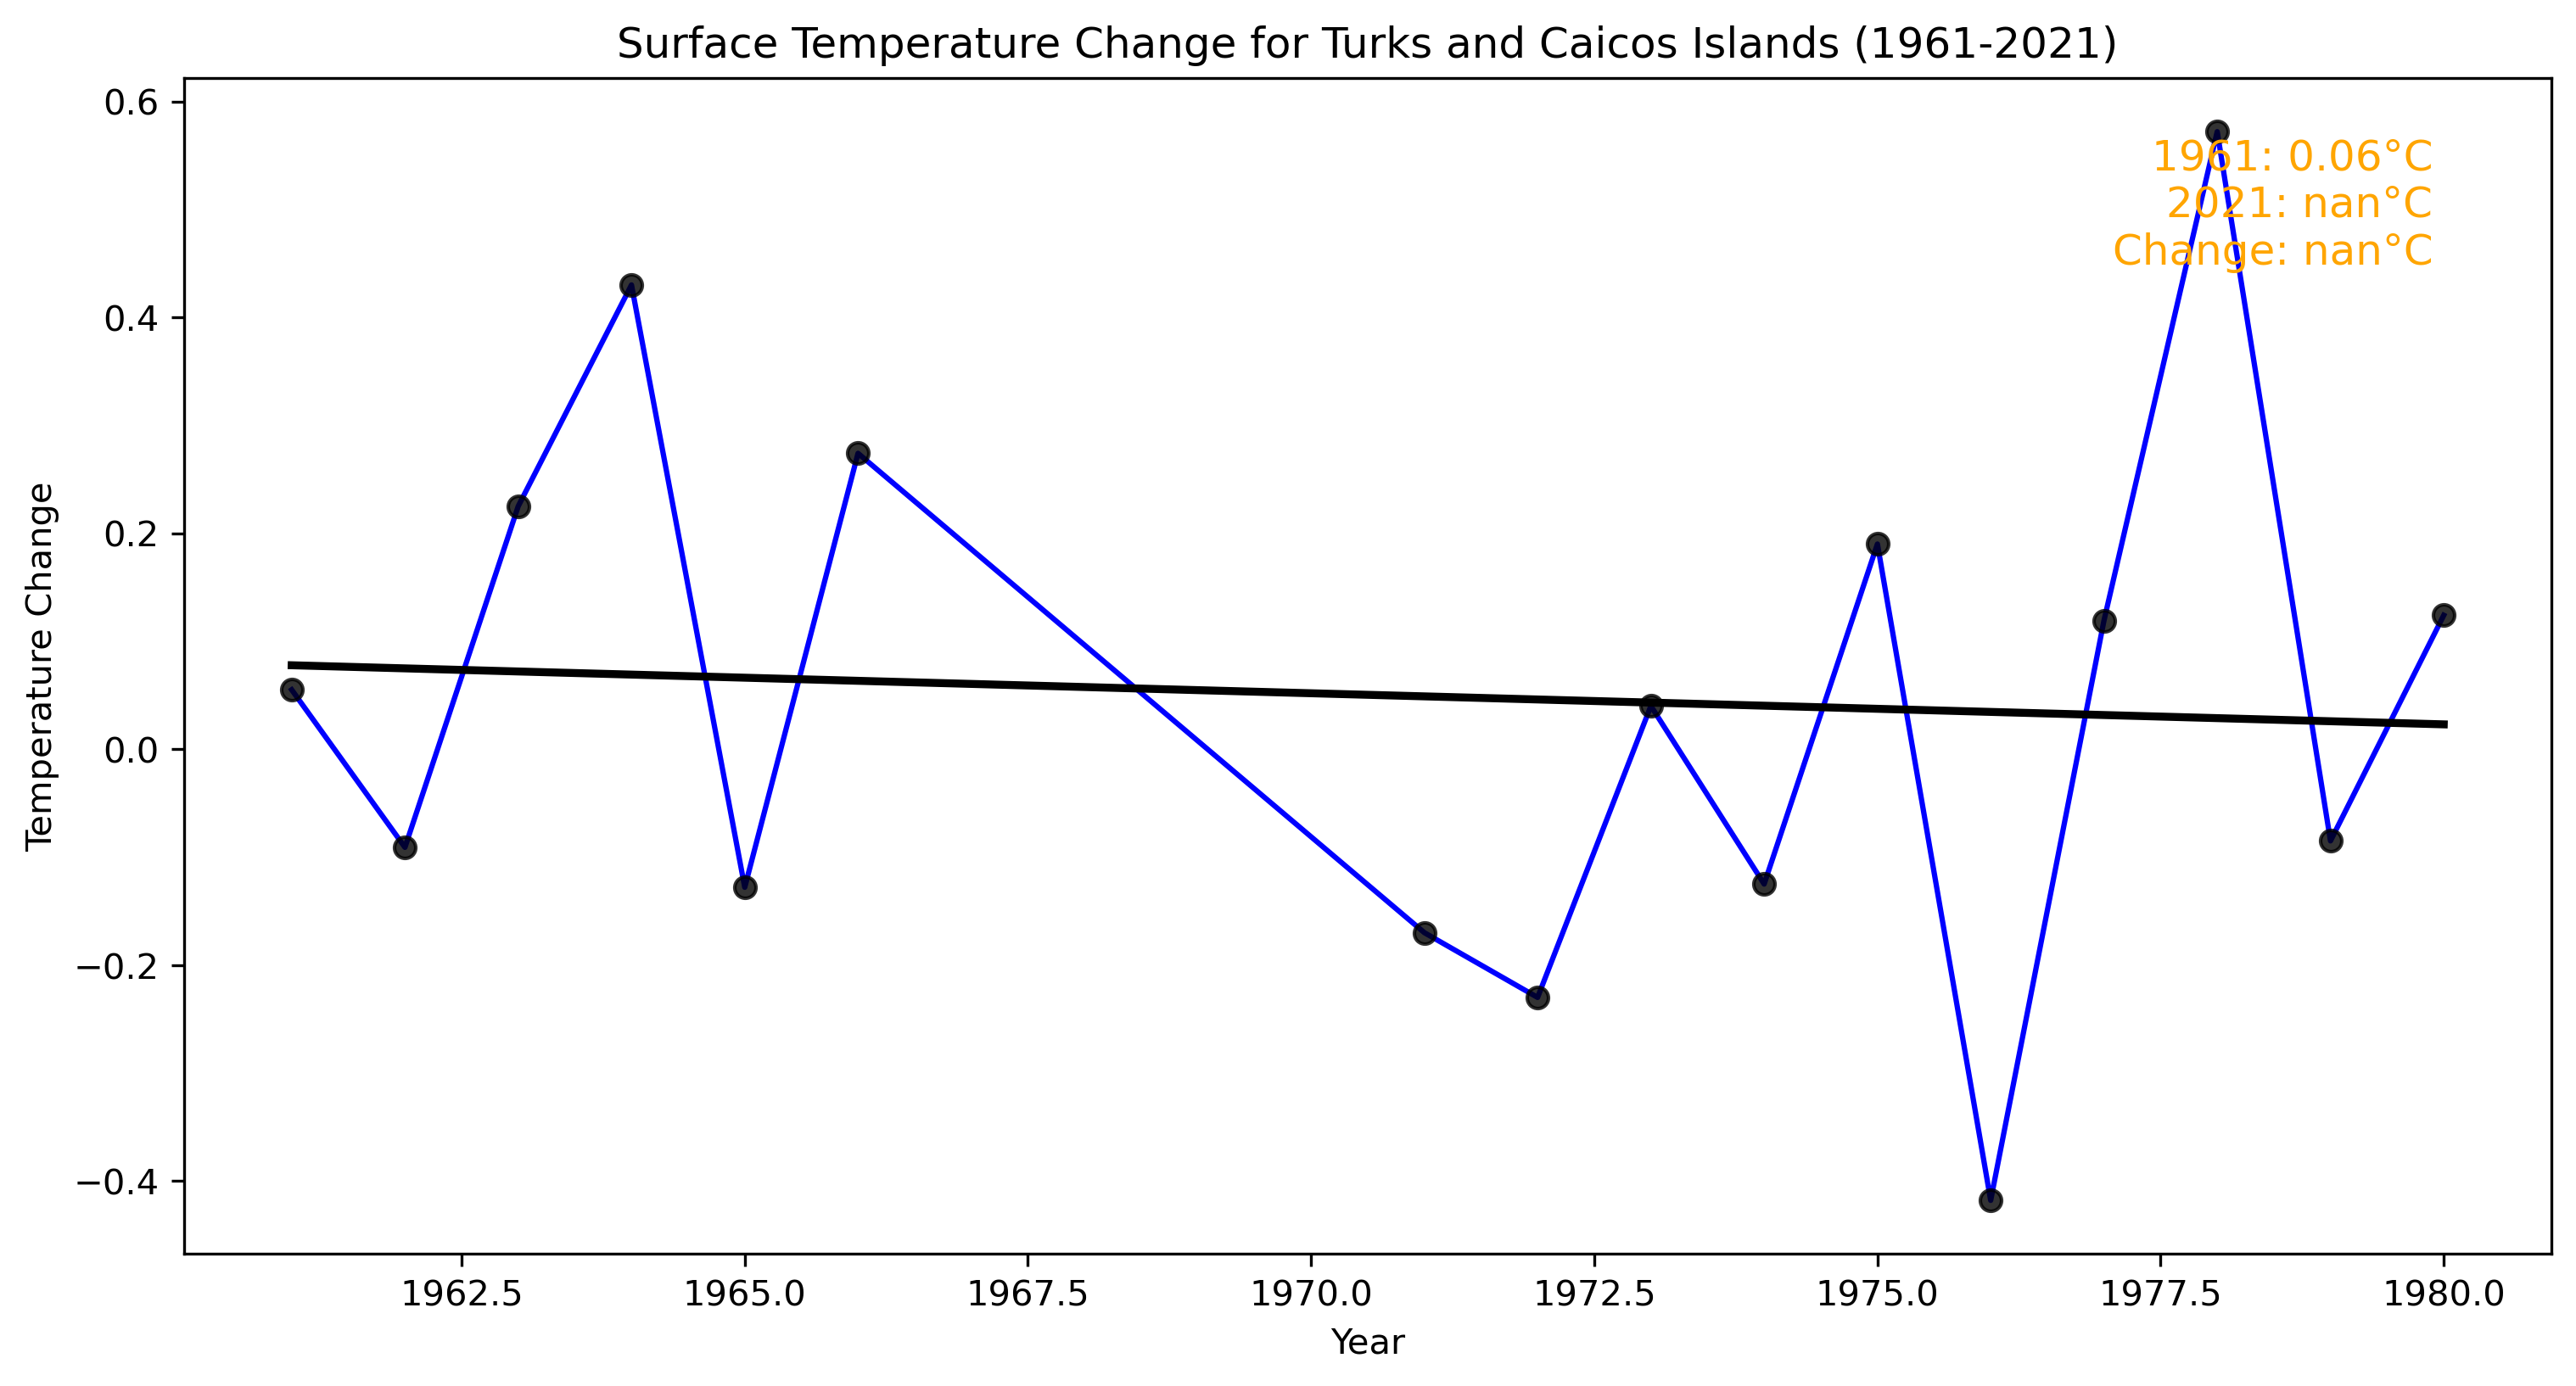 Surface Temperature Change for Turks and Caicos Islands (1961-2021)
0.6
0.4
0.2
0.0
−0.2
−0.4
Temperature Change
1961: 0.06°C
2021: nan°C
Change: nan°C
1962.5 1965.0 1967.5 1970.0 1972.5 1975.0 1977.5 1980.0
Year